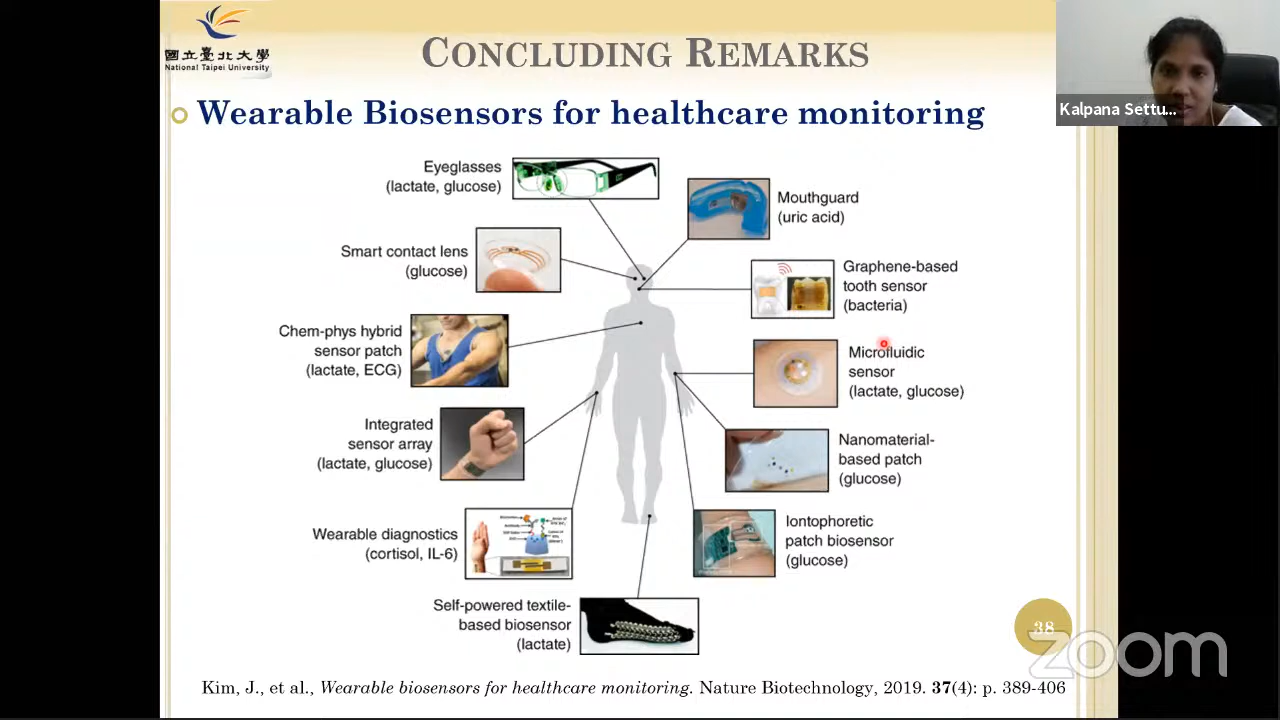 國立臺北大學
National Taipei University
CONCLUDING REMARKS
Kalpana Settu...
Wearable Biosensors for healthcare monitoring
Eyeglasses
(lactate, glucose)
Mouthguard
(uric acid)
Smart contact lens
(glucose)
Graphene-based
tooth sensor
(bacteria)
Chem-phys hybrid
sensor patch
(lactate, ECG)
Microfluidic
sensor
(lactate, glucose)
Integrated
sensor array
(lactate, glucose)
Nanomaterial-
based patch
(glucose)
Wearable diagnostics
(cortisol, IL-6)
Iontophoretic
patch biosensor
(glucose)
Self-powered textile-
based biosensor
(lactate)
38
zoom
Kim, J., et al., Wearable biosensors for healthcare monitoring. Nature Biotechnology, 2019. 37(4): p. 389-406